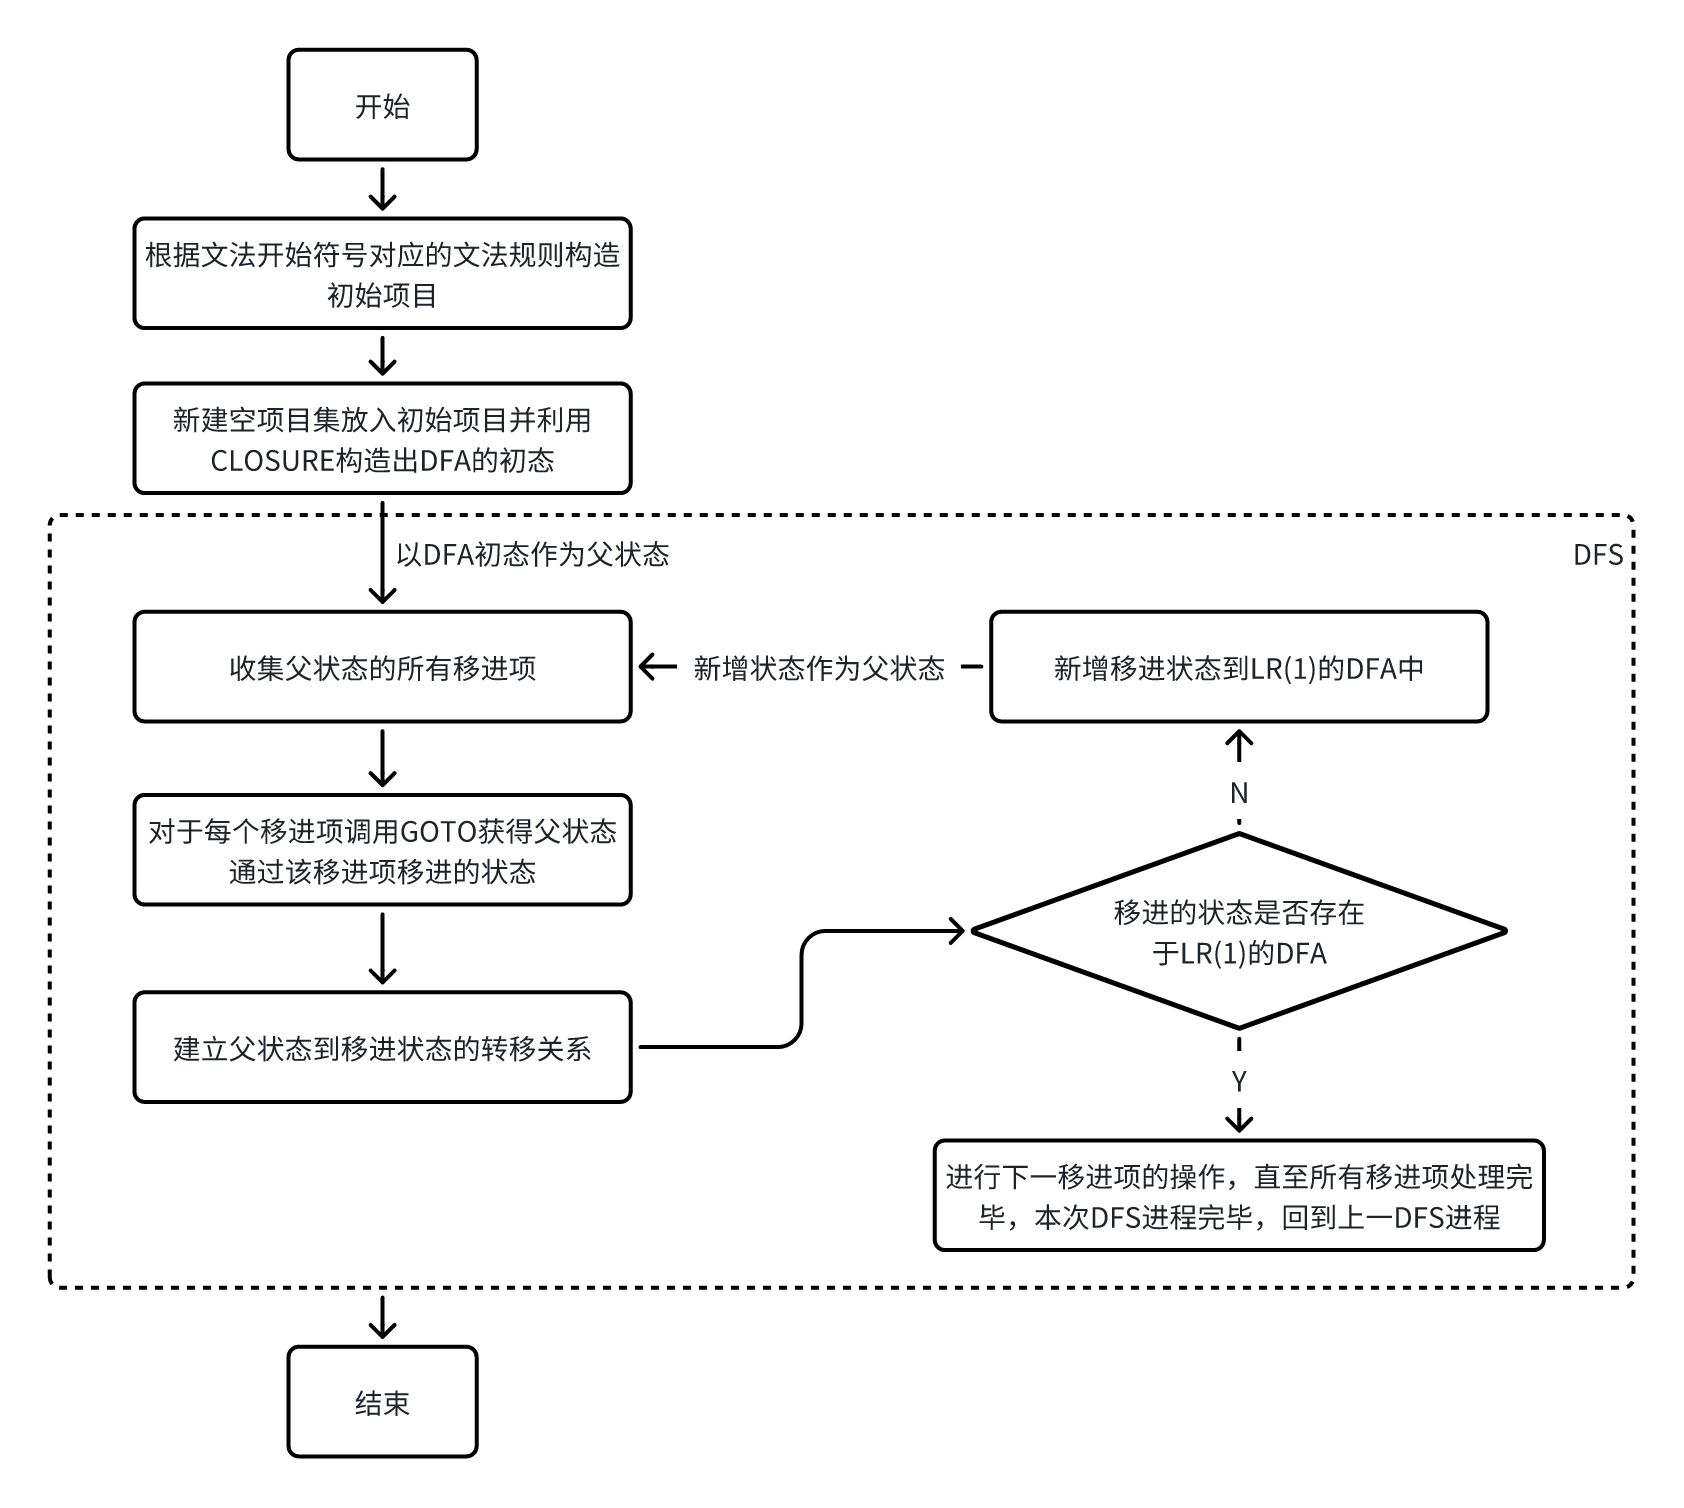 开始
根据文法开始符号对应的文法规则构造
初始项目
新建空项目集放入初始项目并利用
CLOSURE构造出DFA的初态
以DFA初态作为父状态
DFS
收集父状态的所有移进项
新增状态作为父状态
新增移进状态到LR(1)的DFA中
N
对于每个移进项调用GOTO获得父状态
通过该移进项移进的状态
移进的状态是否存在
于LR(1)的DFA
建立父状态到移进状态的转移关系
Y
进行下一移进项的操作，直至所有移进项处理完
毕，本次DFS进程完毕，回到上一DFS进程
结束